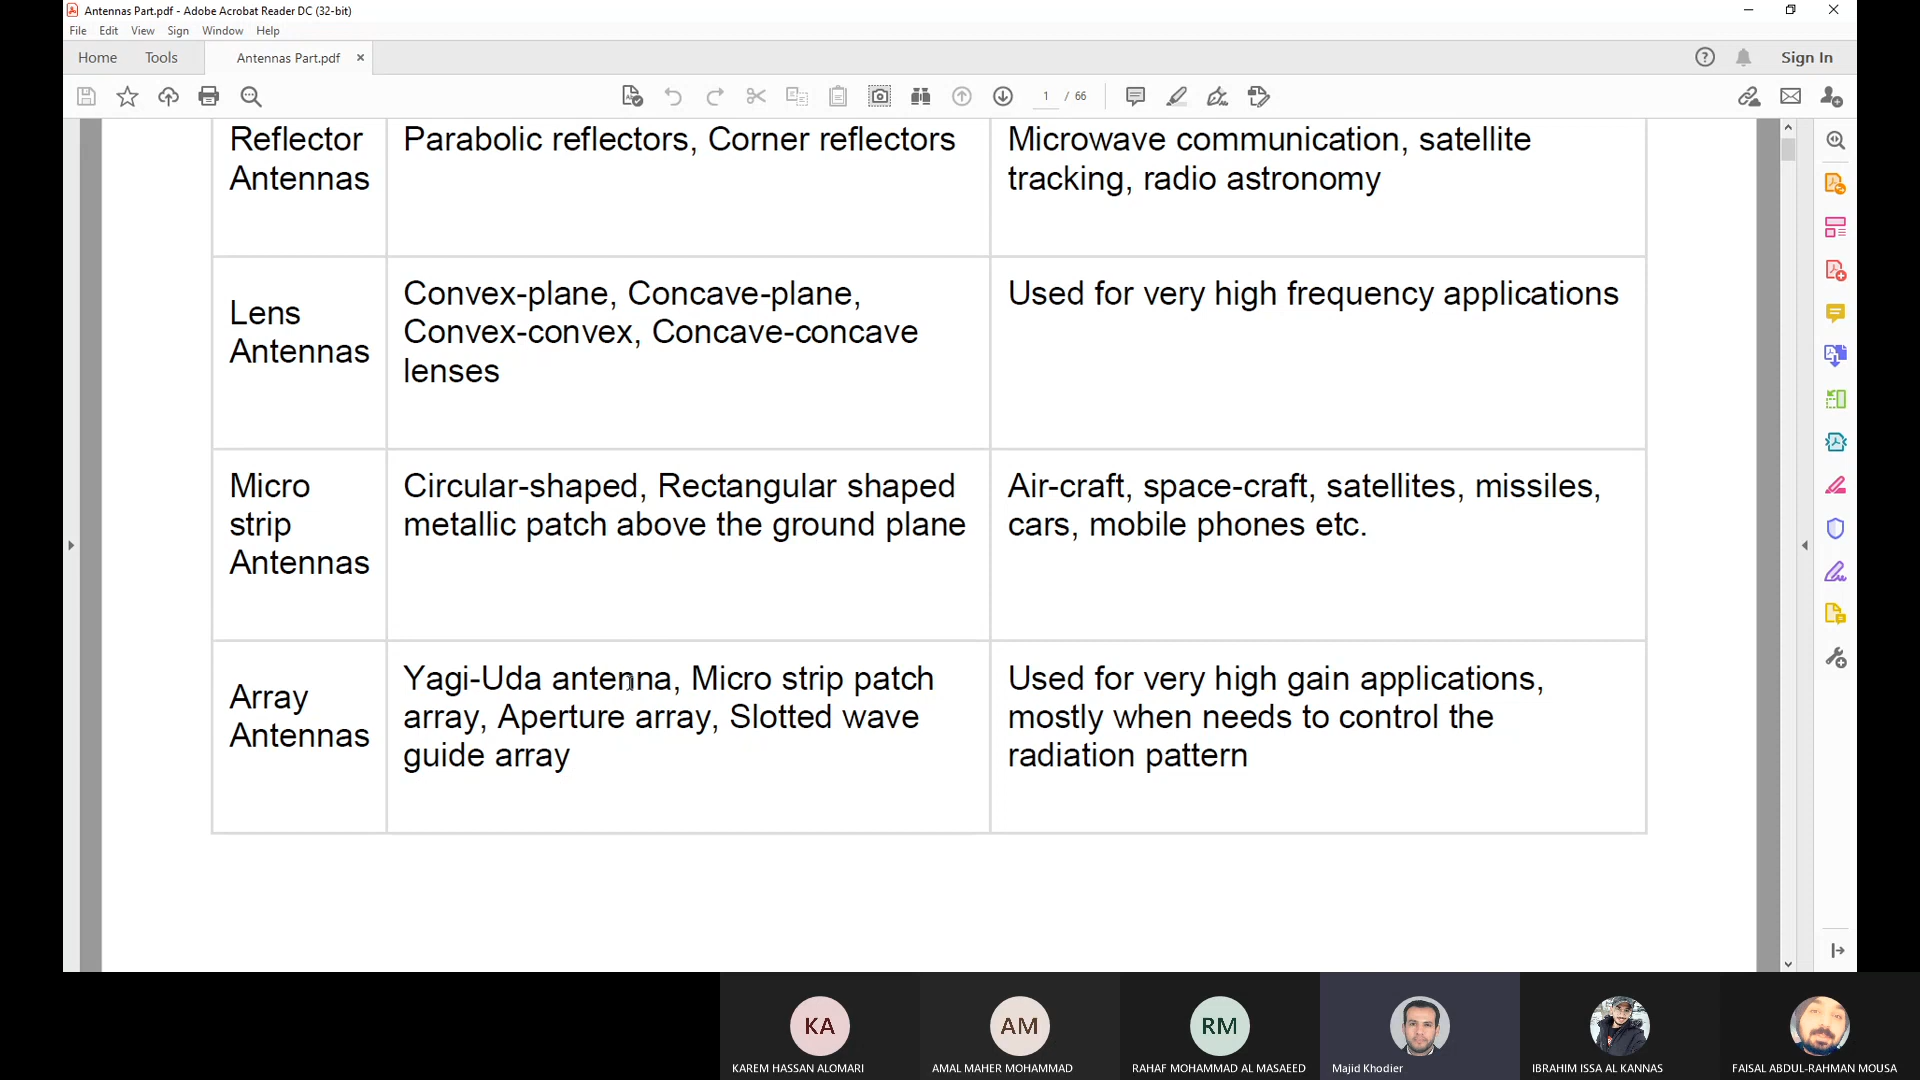 Antennas Part.pdf - Adobe Acrobat Reader DC (32-bit)
File Edit View Sign Window Help
Home Tools Antennas Part.pdf × Sign In
1 / 66
Reflector
Antennas
Parabolic reflectors, Corner reflectors
Microwave communication, satellite
tracking, radio astronomy
Lens
Antennas
Convex-plane, Concave-plane,
Convex-convex, Concave-concave
lenses
Used for very high frequency applications
Micro
strip
Antennas
Circular-shaped, Rectangular shaped
metallic patch above the ground plane
Air-craft, space-craft, satellites, missiles,
cars, mobile phones etc.
Array
Antennas
Yagi-Uda antenna, Micro strip patch
array, Aperture array, Slotted wave
guide array
Used for very high gain applications,
mostly when needs to control the
radiation pattern
KA AM RM
KAREM HASSAN ALOMARI AMAL MAHER MOHAMMAD RAHAF MOHAMMAD AL MASAEED Majid Khodier IBRAHIM ISSA AL KANNAS FAISAL ABDUL-RAHMAN MOUSA